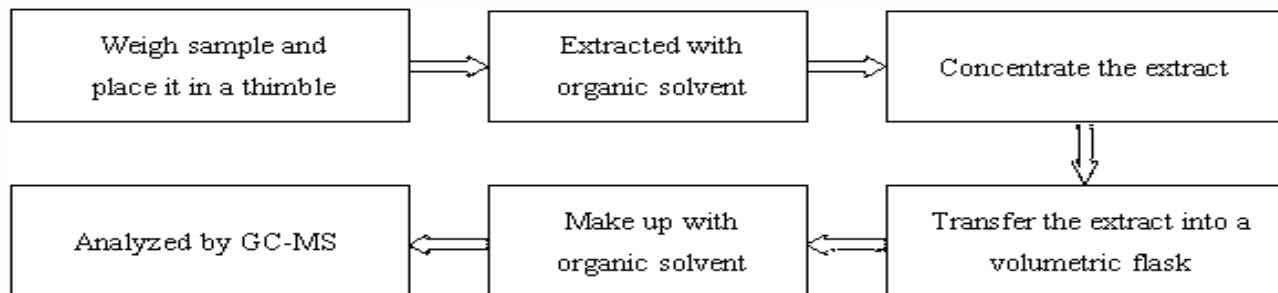 Weigh sample and
place it in a thimble
Extracted with
organic solvent
Concentrate the extract
Transfer the extract into a
volumetric flask
Make up with
organic solvent
Analyzed by GC-MS